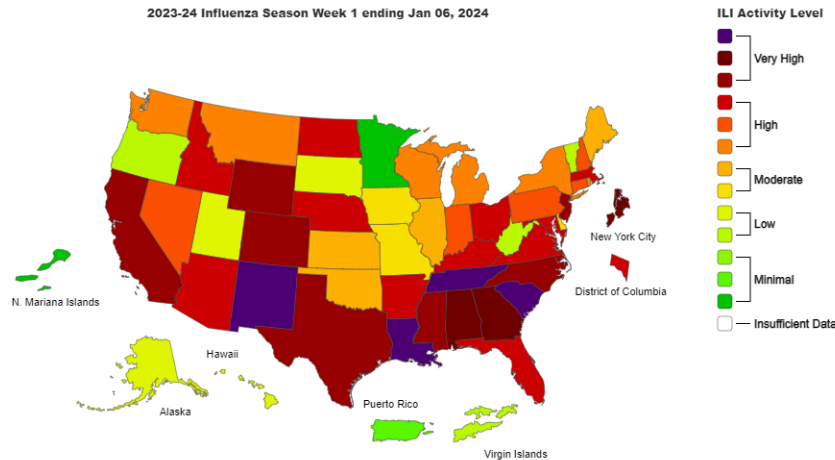 2023-24 Influenza Season Week 1 ending Jan 06, 2024
ILI Activity Level
Very High
High
Moderate
Low
Minimal
Insufficient Data
New York City
District of Columbia
N. Mariana Islands
Hawaii
Alaska
Puerto Rico
Virgin Islands